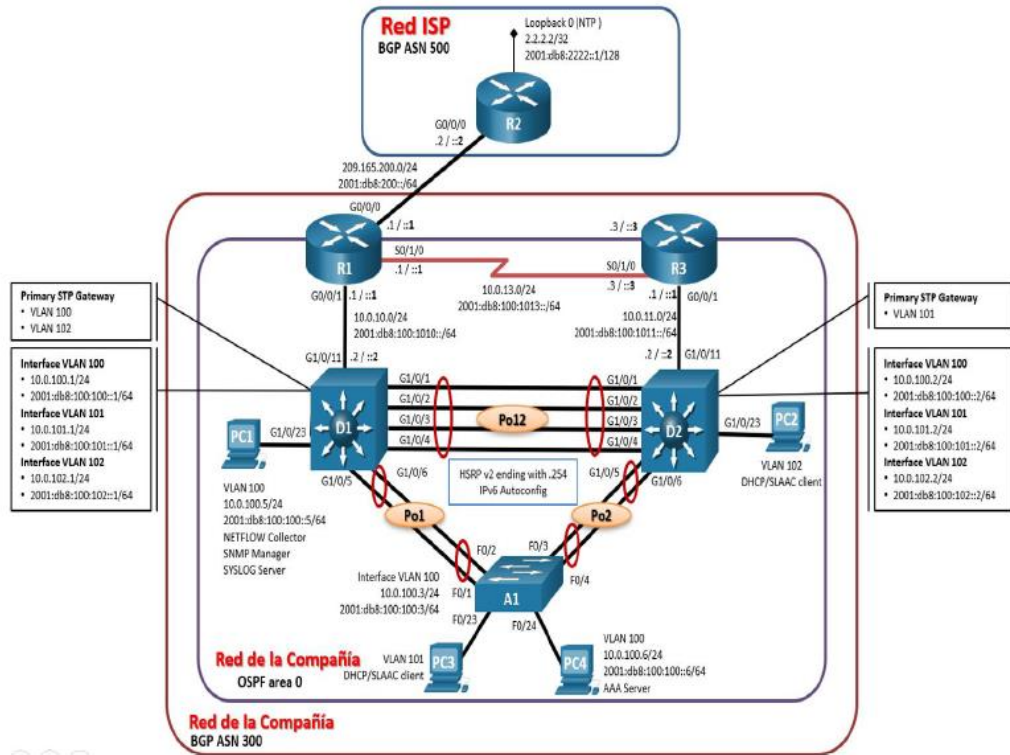 Red ISP
BGP ASN 500
Loopback 0 (NTP )
2.2.2.2/32
2001:db8:2222::1/128
R2
G0/0/0
.2 / ::2
209.165.200.0/24
2001:db8:200::/64
G0/0/0
.1 / ::1
R1
S0/1/0
.1 / ::1
.3 / ::3
R3
S0/1/0
.3 / ::3
10.0.13.0/24
2001:db8:100:1013::/64
G0/0/1
.1 / ::1
10.0.10.0/24
2001:db8:100:1010::/64
G0/0/1
.1 / ::1
10.0.11.0/24
2001:db8:100:1011::/64
G1/0/11
.2 / ::2
.2 / ::2
G1/0/11
Primary STP Gateway
• VLAN 100
• VLAN 102
Interface VLAN 100
• 10.0.100.1/24
• 2001:db8:100:100::1/64
Interface VLAN 101
• 10.0.101.1/24
• 2001:db8:100:101::1/64
Interface VLAN 102
• 10.0.102.1/24
• 2001:db8:100:102::1/64
Primary STP Gateway
• VLAN 101
Interface VLAN 100
• 10.0.100.2/24
• 2001:db8:100:100::2/64
Interface VLAN 101
• 10.0.101.2/24
• 2001:db8:100:101::2/64
Interface VLAN 102
• 10.0.102.2/24
• 2001:db8:100:102::2/64
G1/0/1
G1/0/2
G1/0/3
G1/0/4
Po12
G1/0/1
G1/0/2
G1/0/3
G1/0/4
D1
D2
PC1
G1/0/23
VLAN 100
10.0.100.5/24
2001:db8:100:100::5/64
NETFLOW Collector
SNMP Manager
SYSLOG Server
G1/0/23
PC2
VLAN 102
DHCP/SLAAC client
G1/0/5
G1/0/6
HSRP v2 ending with .254
IPv6 Autoconfig
G1/0/5
G1/0/6
Po1
Po2
F0/2
F0/1
F0/3
F0/4
A1
Interface VLAN 100
10.0.100.3/24
2001:db8:100:100:3/64
F0/23
F0/24
PC3
VLAN 101
DHCP/SLAAC client
PC4
VLAN 100
10.0.100.6/24
2001:db8:100:100::6/64
AAA Server
Red de la Compañía
OSPF area 0
Red de la Compañía
BGP ASN 300